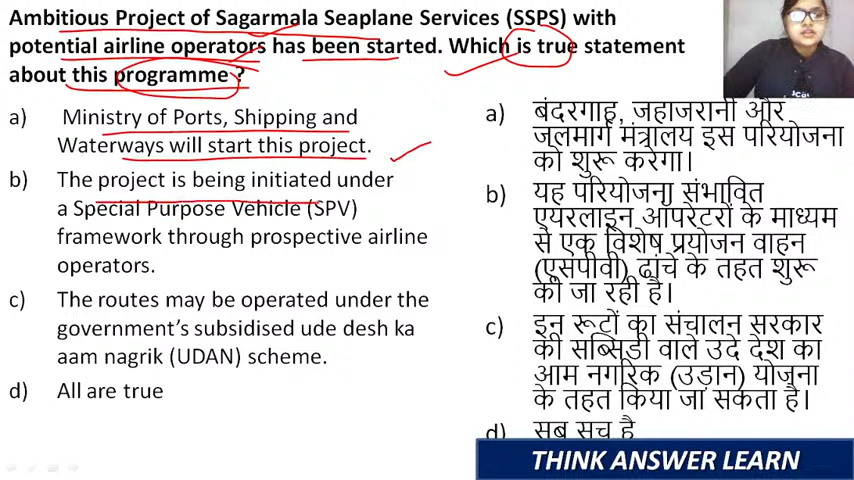 Ambitious Project of Sagarmala Seaplane Services (SSPS) with
potential airline operators has been started. Which is true statement
about this programme ?
a) Ministry of Ports, Shipping and
Waterways will start this project.
b) The project is being initiated under
a Special Purpose Vehicle (SPV)
framework through prospective airline
operators.
c) The routes may be operated under the
government's subsidised ude desh ka
aam nagrik (UDAN) scheme.
d) All are true
a) बंदरगाह, जहाजरानी और
जलमार्ग मंत्रालय इस परियोजना
को शुरू करेगा।
b) यह परियोजना संभावित
एयरलाइन ऑपरेटरों के माध्यम
से एक विशेष प्रयोजन वाहन
(एसपीवी) ढांचे के तहत शुरू
की जा रही है।
c) इन रूटों का संचालन सरकार
की सब्सिडी वाले उदे देश का
आम नगरिक (उड़ान) योजना
के तहत किया जा सकता है।
d) सब सच है
THINK ANSWER LEARN